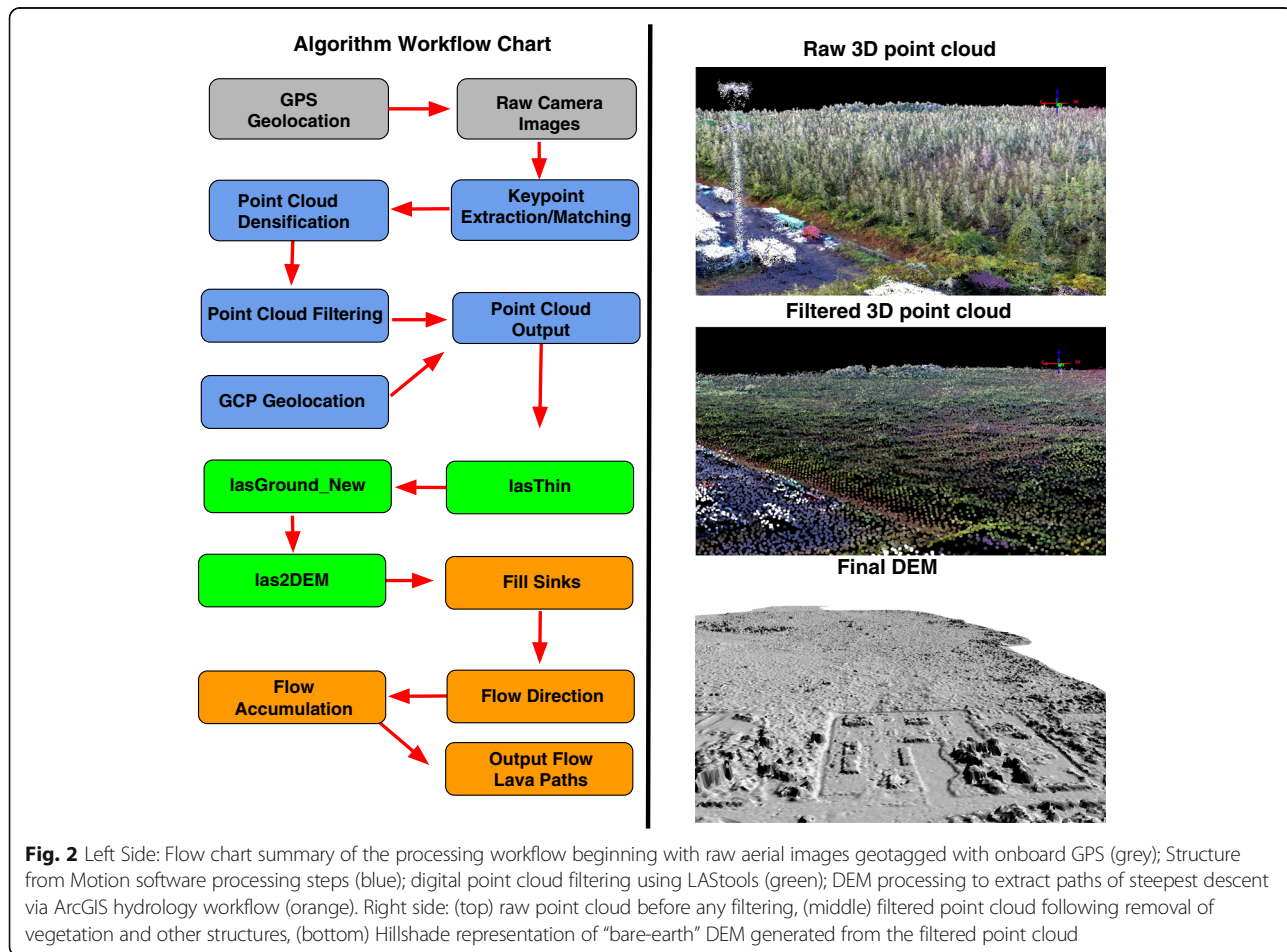 Algorithm Workflow Chart
GPS
Geolocation
Raw Camera
Images
Point Cloud
Densification
Keypoint
Extraction/Matching
Point Cloud Filtering
Point Cloud
Output
GCP Geolocation
lasGround_New
lasThin
las2DEM
Fill Sinks
Flow
Accumulation
Flow Direction
Output Flow
Lava Paths
Raw 3D point cloud
Filtered 3D point cloud
Final DEM
Fig. 2 Left Side: Flow chart summary of the processing workflow beginning with raw aerial images geotagged with onboard GPS (grey); Structure
from Motion software processing steps (blue); digital point cloud filtering using LAStools (green); DEM processing to extract paths of steepest descent
via ArcGIS hydrology workflow (orange). Right side: (top) raw point cloud before any filtering, (middle) filtered point cloud following removal of
vegetation and other structures, (bottom) Hillshade representation of “bare-earth” DEM generated from the filtered point cloud